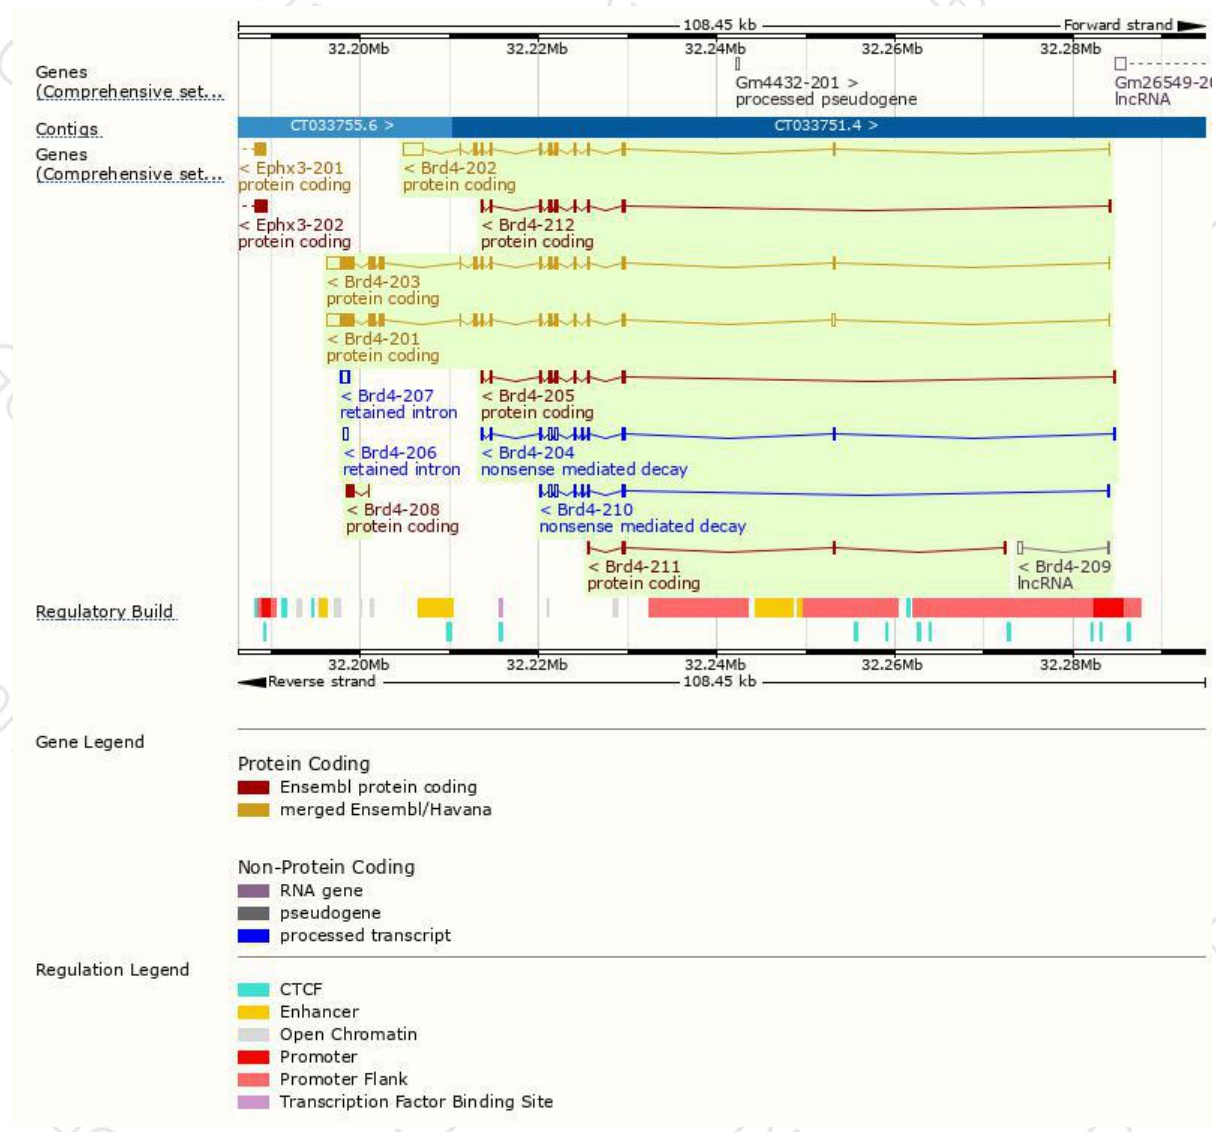 108.45 kb
Forward strand
32.20Mb 32.22Mb 32.24Mb 32.26Mb 32.28Mb
Genes
(Comprehensive set...
Gm4432-201 >
processed pseudogene
Gm26549-20
lncRNA
Contigs
CT033755.6 >
CT033751.4 >
Genes
(Comprehensive set...
< Ephx3-201
protein coding
< Brd4-202
protein coding
< Ephx3-202
protein coding
< Brd4-212
protein coding
< Brd4-203
protein coding
< Brd4-201
protein coding
< Brd4-207
retained intron
< Brd4-205
protein coding
< Brd4-206
retained intron
< Brd4-204
nonsense mediated decay
< Brd4-208
protein coding
< Brd4-210
nonsense mediated decay
< Brd4-211
protein coding
< Brd4-209
lncRNA
Regulatory Build
32.20Mb 32.22Mb 32.24Mb 32.26Mb 32.28Mb
Reverse strand
108.45 kb
Gene Legend
Protein Coding
Ensembl protein coding
merged Ensembl/Havana
Non-Protein Coding
RNA gene
pseudogene
processed transcript
Regulation Legend
CTCF
Enhancer
Open Chromatin
Promoter
Promoter Flank
Transcription Factor Binding Site